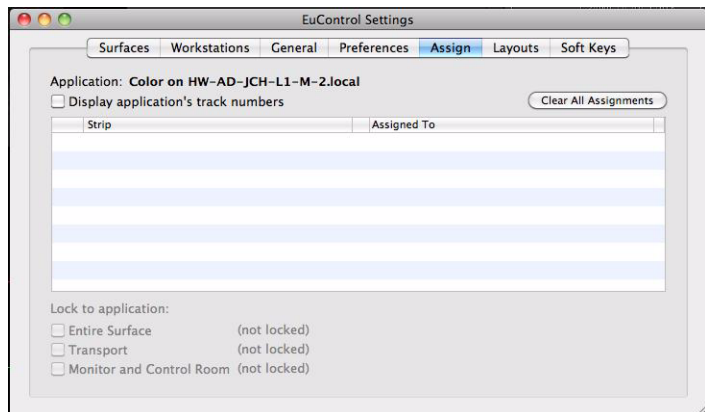 EuControl Settings
Surfaces Workstations General Preferences Assign Layouts Soft Keys
Application: Color on HW-AD-JCH-L1-M-2.local
Display application's track numbers Clear All Assignments
Strip Assigned To
Lock to application:
Entire Surface (not locked)
Transport (not locked)
Monitor and Control Room (not locked)